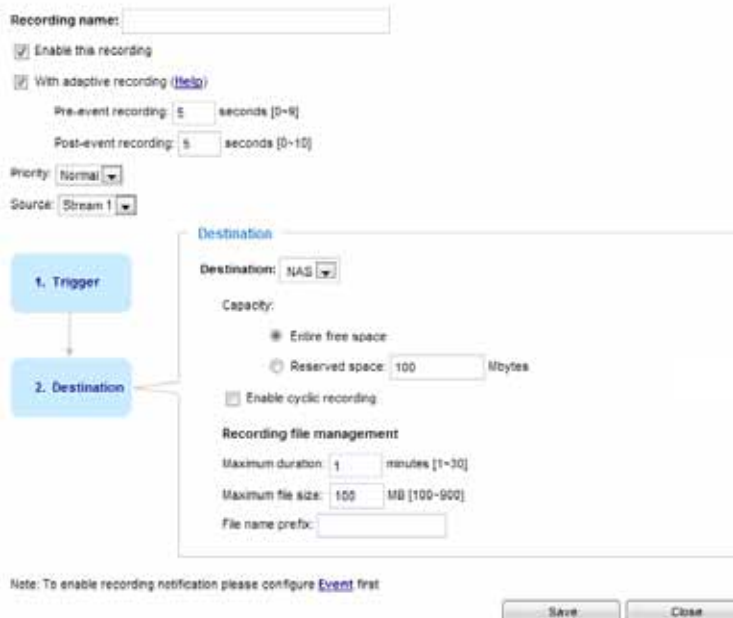 Recording name:
Enable this recording
With adaptive recording (Help)
Pre-event recording: 5 seconds [0~9]
Post-event recording: 5 seconds [0~10]
Priority: Normal
Source: Stream 1
Destination
1. Trigger
2. Destination
Destination: NAS
Capacity:
Entire free space
Reserved space: 100 Mbytes
Enable cyclic recording
Recording file management
Maximum duration: 1 minutes [1~30]
Maximum file size: 100 MB [100~900]
File name prefix:
Note: To enable recording notification please configure Event first
Save Close